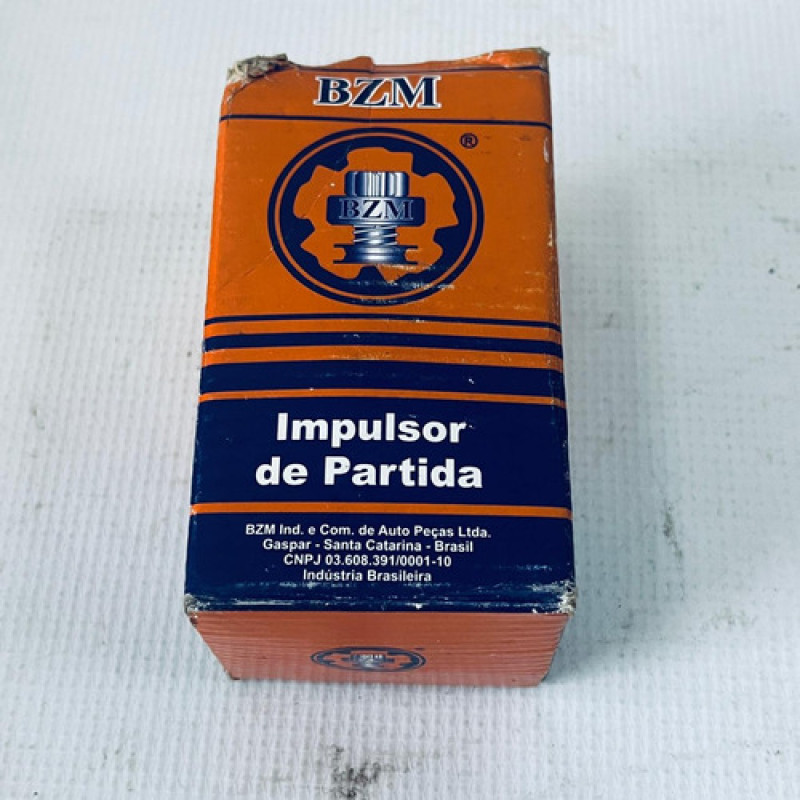 BZM
®
BZM
Impulsor
de Partida
BZM Ind. e Com. de Auto Peças Ltda.
Gaspar - Santa Catarina - Brasil
CNPJ 03.608.391/0001-10
Indústria Brasileira